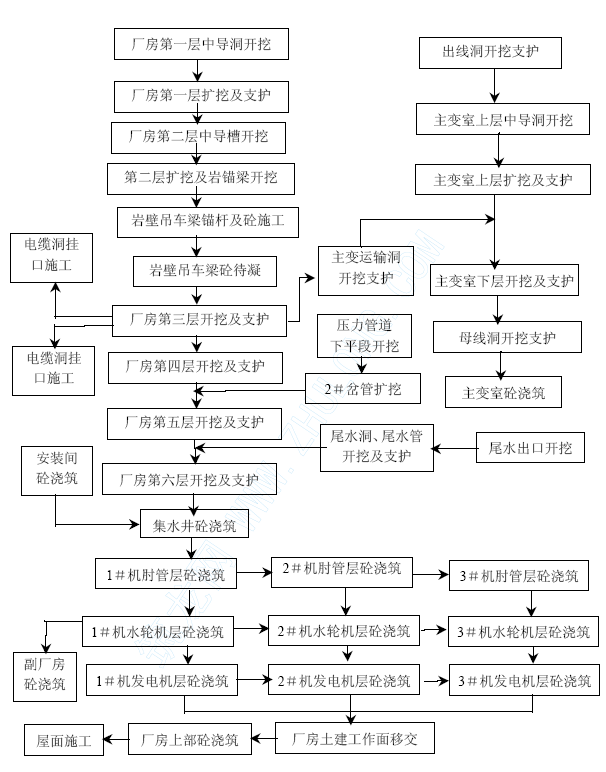 厂房第一层中导洞开挖
出线洞开挖支护
厂房第一层扩挖及支护
主变室上层中导洞开挖
厂房第二层中导槽开挖
第二层扩挖及岩锚梁开挖
主变室上层扩挖及支护
岩壁吊车梁锚杆及砼施工
电缆洞挂
口施工
岩壁吊车梁砼待凝
主变运输洞
开挖支护
主变室下层开挖及支护
厂房第三层开挖及支护
压力管道
下平段开挖
母线洞开挖支护
电缆洞挂
口施工
厂房第四层开挖及支护
2#岔管扩挖
主变室砼浇筑
厂房第五层开挖及支护
尾水洞、尾水管
开挖及支护
尾水出口开挖
安装间
砼浇筑
厂房第六层开挖及支护
集水井砼浇筑
1#机肘管层砼浇筑
2#机肘管层砼浇筑
3#机肘管层砼浇筑
1#机水轮机层砼浇筑
2#机水轮机层砼浇筑
3#机水轮机层砼浇筑
副厂房
砼浇筑
1#机发电机层砼浇筑
2#机发电机层砼浇筑
3#机发电机层砼浇筑
屋面施工
厂房上部砼浇筑
厂房土建工作面移交